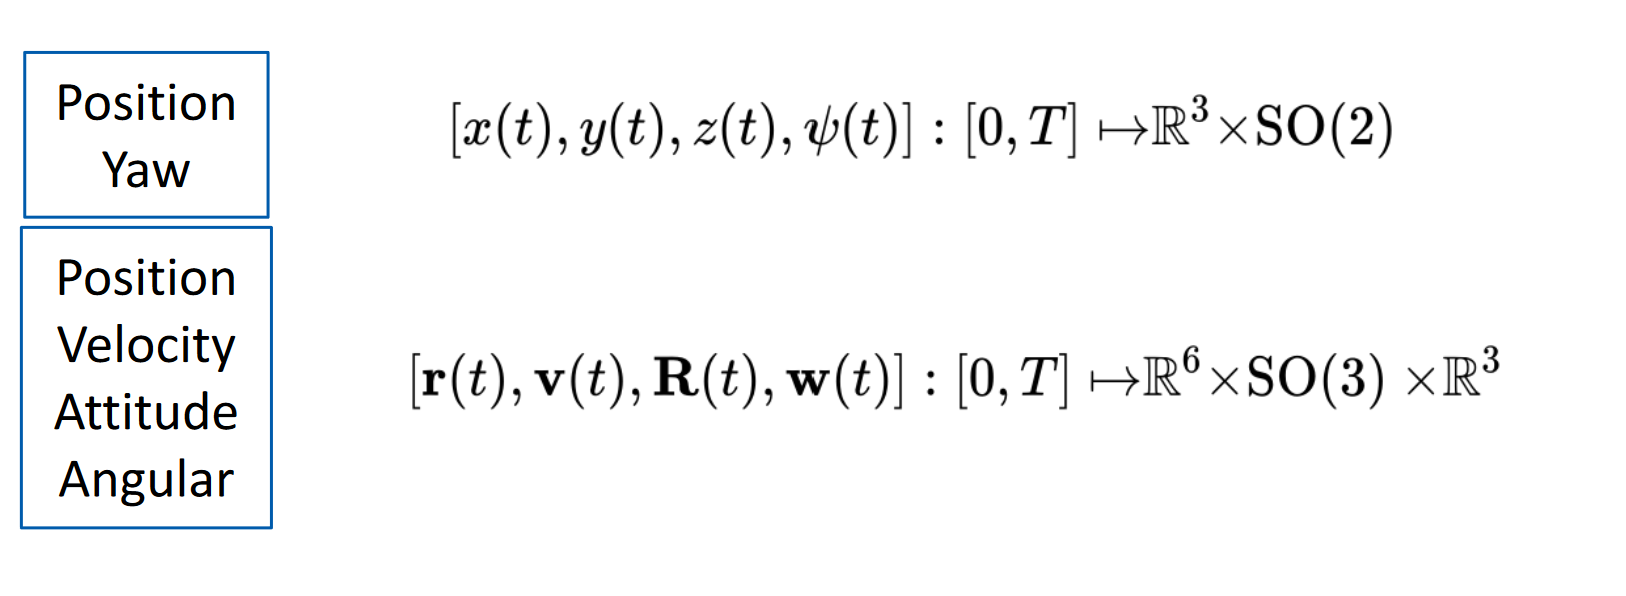 Position
Yaw
[x(t), y(t), z(t), ψ(t)] : [0, T] ↦ ℝ³ × SO(2)
Position
Velocity
Attitude
Angular
[𝐫(t), 𝐯(t), 𝐑(t), 𝐰(t)] : [0, T] ↦ ℝ⁶ × SO(3) × ℝ³